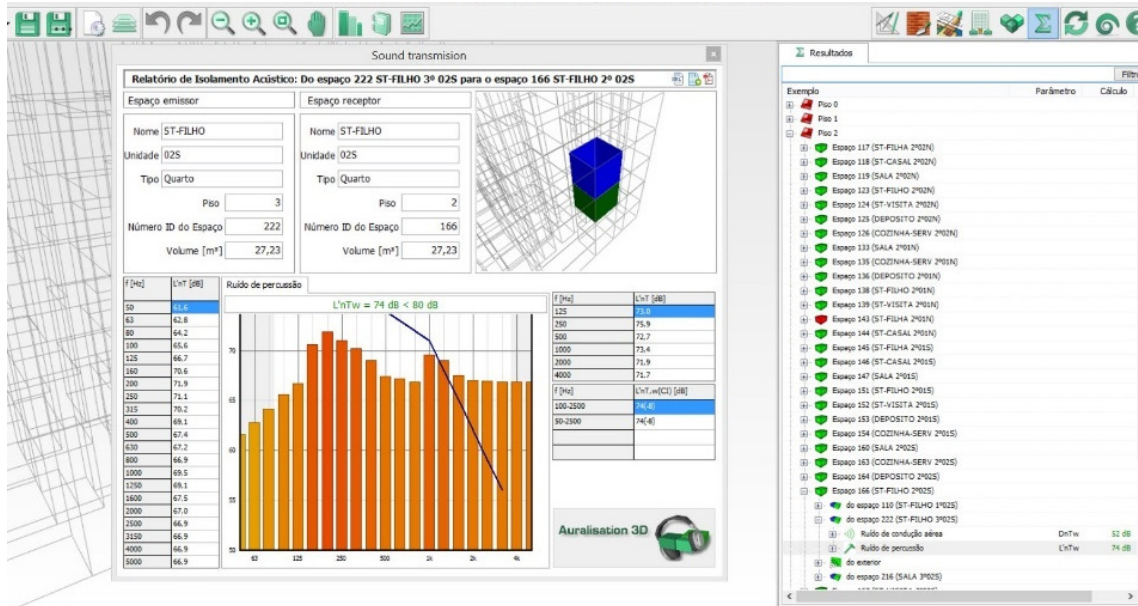 Sound transmision
Relatório de Isolamento Acústico: Do espaço 222 ST-FILHO 3º 02S para o espaço 166 ST-FILHO 2º 02S
Espaço emissor
Nome ST-FILHO
Unidade 02S
Tipo Quarto
Piso 3
Número ID do Espaço 222
Volume [m³] 27,23
Espaço receptor
Nome ST-FILHO
Unidade 02S
Tipo Quarto
Piso 2
Número ID do Espaço 166
Volume [m³] 27,23
f [Hz] L'nT [dB]
50 63.6
63 62.8
80 64.2
100 65.6
125 66.7
160 70.6
200 71.9
250 71.1
315 70.2
400 69.1
500 67.4
630 67.2
800 66.9
1000 69.5
1250 69.1
1600 67.5
2000 67.0
2500 66.9
3150 66.9
4000 66.9
5000 66.9
Ruído de percussão
L'nTw = 74 dB < 80 dB
70
65
60
55
50
63 125 250 500 1k 2k 4k
f [Hz] L'nT [dB]
125 73.0
250 75.9
500 72.7
1000 73.4
2000 71.9
4000 71.7
f [Hz] L'nT,w(CI) [dB]
100-2500 74(-8)
50-2500 74(-8)
Auralisation 3D
Resultados
Filtr
Exemplo Parâmetro Cálculo
Piso 0
Piso 1
Piso 2
Espaço 117 (ST-FILHA 2º02N)
Espaço 118 (ST-CASAL 2º02N)
Espaço 119 (SALA 2º02N)
Espaço 123 (ST-FILHO 2º02N)
Espaço 124 (ST-VISITA 2º02N)
Espaço 125 (DEPOSITO 2º02N)
Espaço 126 (COZINHA-SERV 2º02N)
Espaço 133 (SALA 2º01N)
Espaço 135 (COZINHA-SERV 2º01N)
Espaço 136 (DEPOSITO 2º01N)
Espaço 138 (ST-FILHO 2º01N)
Espaço 139 (ST-VISITA 2º01N)
Espaço 143 (ST-FILHA 2º01N)
Espaço 144 (ST-CASAL 2º01N)
Espaço 145 (ST-FILHA 2º01S)
Espaço 146 (ST-CASAL 2º01S)
Espaço 147 (SALA 2º01S)
Espaço 151 (ST-FILHO 2º01S)
Espaço 152 (ST-VISITA 2º01S)
Espaço 153 (DEPOSITO 2º01S)
Espaço 154 (COZINHA-SERV 2º01S)
Espaço 160 (SALA 2º02S)
Espaço 163 (COZINHA-SERV 2º02S)
Espaço 164 (DEPOSITO 2º02S)
Espaço 166 (ST-FILHO 2º02S)
do espaço 110 (ST-FILHO 1º02S)
do espaço 222 (ST-FILHO 3º02S)
Ruído de condução aérea DnTw 52 dB
Ruído de percussão L'nTw 74 dB
do exterior
do espaço 216 (SALA 3º02S)